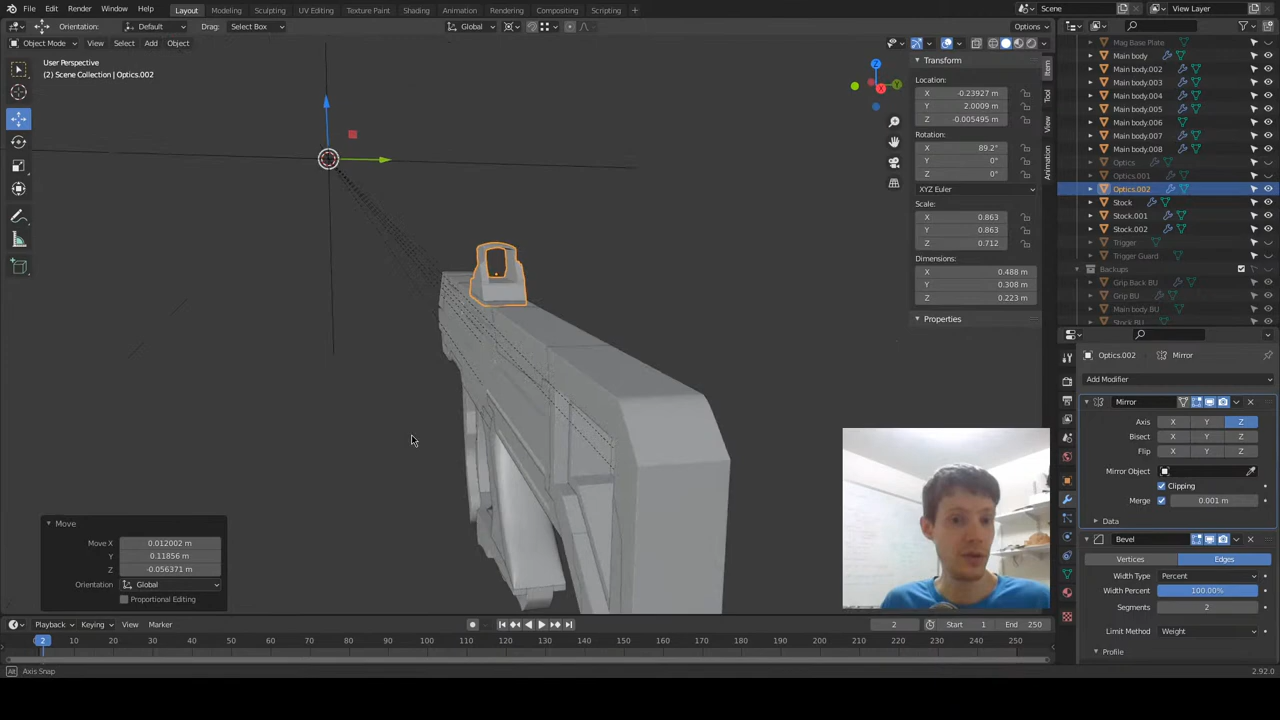 File Edit Render Window Help Layout Modeling Sculpting UV Editing Texture Paint Shading Animation Rendering Compositing Scripting Scene View Layer
Orientation: Default Drag: Select Box Global Options
Object Mode View Select Add Object
User Perspective
(2) Scene Collection | Optics.002
Transform
Location:
X -0.23927 m
Y 2.0009 m
Z -0.005495 m
Rotation:
X 89.2°
Y 0°
Z 0°
XYZ Euler
Scale:
X 0.863
Y 0.863
Z 0.712
Dimensions:
X 0.488 m
Y 0.308 m
Z 0.223 m
Properties
Item
Tool
View
Animation
Z
Mag Base Plate
Main body
Main body.002
Main body.003
Main body.004
Main body.005
Main body.006
Main body.007
Main body.008
Optics
Optics.001
Optics.002
Stock
Stock.001
Stock.002
Trigger
Trigger Guard
Backups
Grip Back BU
Grip BU
Main body BU
Stock BU
Optics.002 Mirror
Add Modifier
Mirror
Axis X Y Z
Bisect X Y Z
Flip X Y Z
Mirror Object
Clipping
Merge 0.001 m
Data
Bevel
Vertices Edges
Width Type Percent
Width Percent 100.00%
Segments 2
Limit Method Weight
Profile
Move
Move X 0.012002 m
Y 0.11856 m
Z -0.056371 m
Orientation Global
Proportional Editing
Playback Keying View Marker 2 Start 1 End 250
2 10 20 30 40 50 60 70 80 90 100 110 120 130 140 150 160 170 180 190 200 210 220 230 240 250
Axis Snap 2.92.0